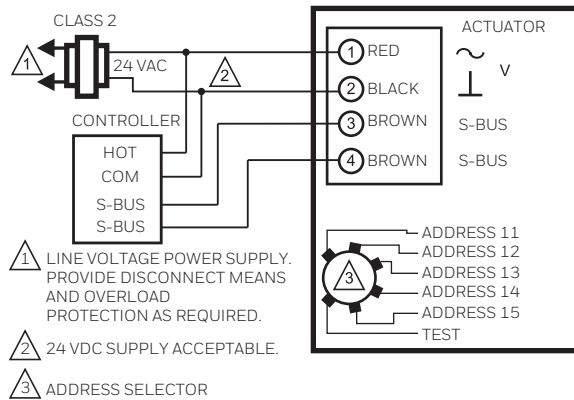 CLASS 2
ACTUATOR
1
24 VAC
2
1 RED
V
2 BLACK
CONTROLLER
3 BROWN S-BUS
HOT
COM
4 BROWN S-BUS
S-BUS
S-BUS
ADDRESS 11
ADDRESS 12
3
ADDRESS 13
ADDRESS 14
ADDRESS 15
TEST
1 LINE VOLTAGE POWER SUPPLY.
PROVIDE DISCONNECT MEANS
AND OVERLOAD
PROTECTION AS REQUIRED.
2 24 VDC SUPPLY ACCEPTABLE.
3 ADDRESS SELECTOR